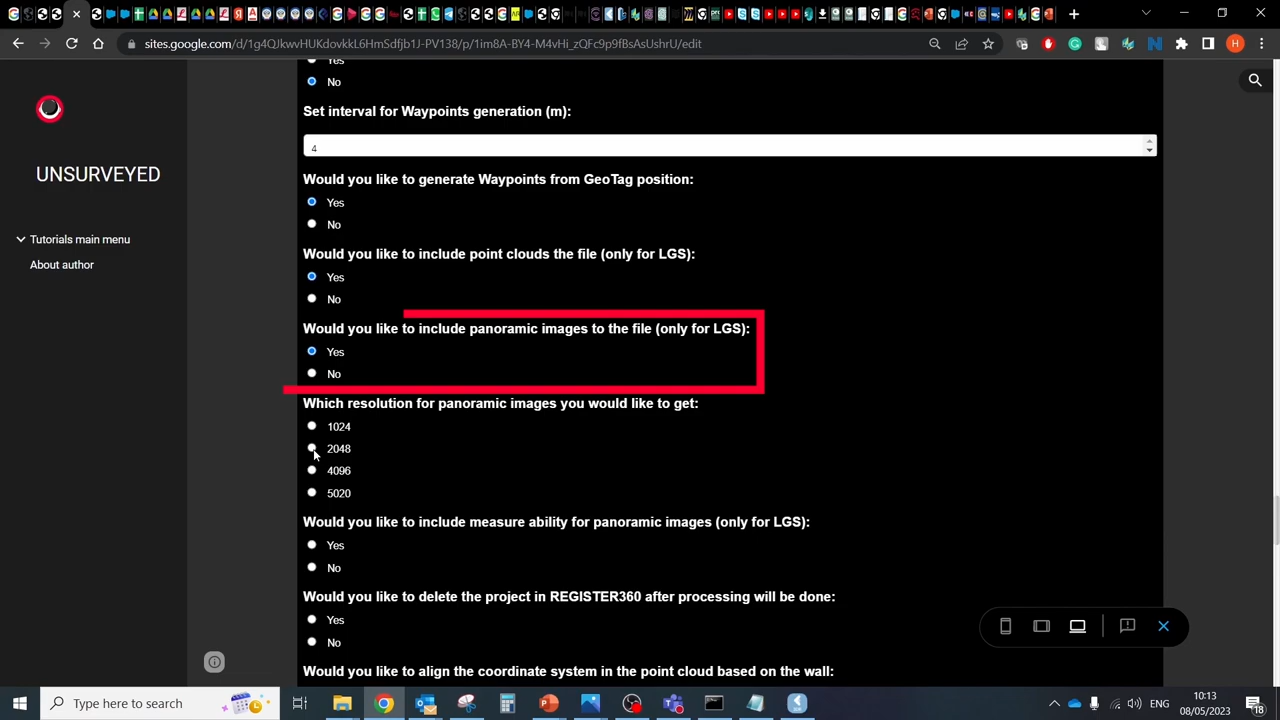 sites.google.com/d/1g4QJkwvHUKdovkkL6HmSdfjb1J-PV138/p/1im8A-BY4-M4vHi_zQFc9p9fBsAsUshrU/edit
H
UNSURVEYED
Tutorials main menu
About author
Yes
No
Set interval for Waypoints generation (m):
4
Would you like to generate Waypoints from GeoTag position:
Yes
No
Would you like to include point clouds the file (only for LGS):
Yes
No
Would you like to include panoramic images to the file (only for LGS):
Yes
No
Which resolution for panoramic images you would like to get:
1024
2048
4096
5020
Would you like to include measure ability for panoramic images (only for LGS):
Yes
No
Would you like to delete the project in REGISTER360 after processing will be done:
Yes
No
Would you like to align the coordinate system in the point cloud based on the wall:
Type here to search
ENG
10:13
08/05/2023
18